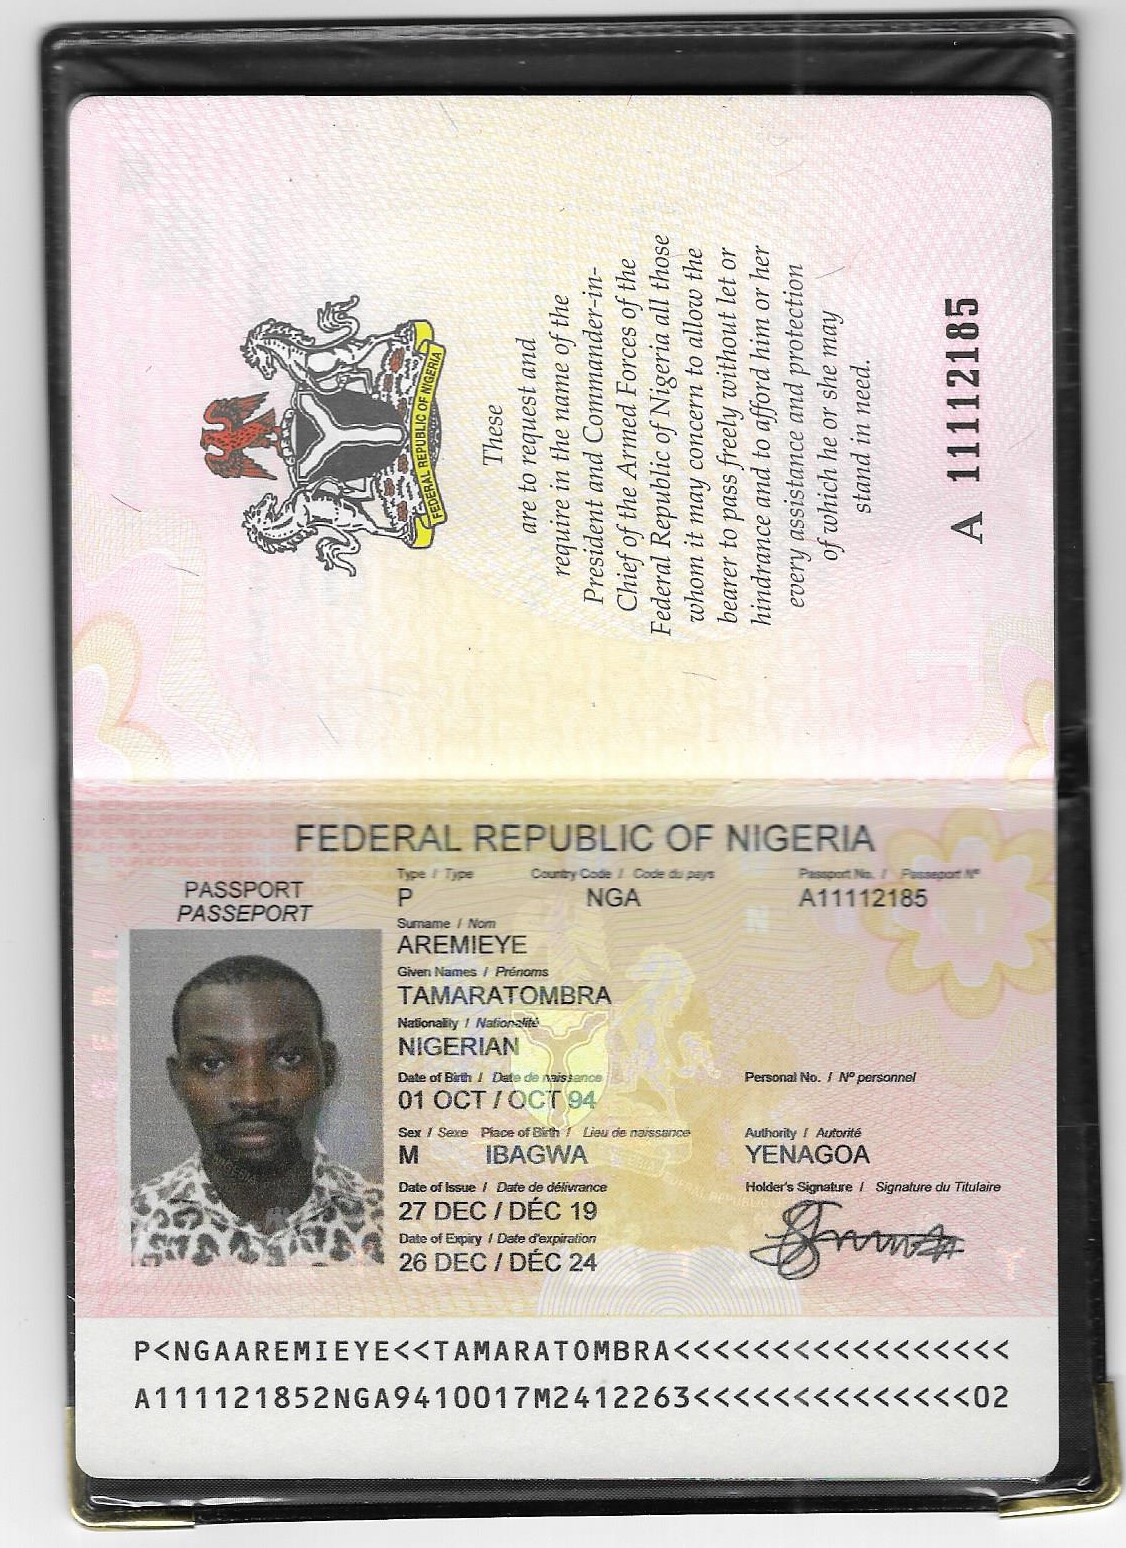 FEDERAL REPUBLIC OF NIGERIA
These
are to request and
require in the name of the
President and Commander-in-
Chief of the Armed Forces of the
Federal Republic of Nigeria all those
whom it may concern to allow the
bearer to pass freely without let or
hindrance and to afford him or her
every assistance and protection
of which he or she may
stand in need.
A 11112185
FEDERAL REPUBLIC OF NIGERIA
PASSPORT
PASSEPORT
Type / Type Country Code / Code du pays Passport No. / Passeport Nº
P NGA A11112185
Surname / Nom
AREMIEYE
Given Names / Prénoms
TAMARATOMBRA
Nationality / Nationalité
NIGERIAN
Date of Birth / Date de naissance Personal No. / Nº personnel
01 OCT / OCT 94
Sex / Sexe Place of Birth / Lieu de naissance Authority / Autorité
M IBAGWA YENAGOA
Date of Issue / Date de délivrance Holder's Signature / Signature du Titulaire
27 DEC / DÉC 19
Date of Expiry / Date d'expiration
26 DEC / DÉC 24
P<NGAAREMIEYE<<TAMARATOMBRA<<<<<<<<<<<<<<<<<
A111121852NGA9410017M2412263<<<<<<<<<<<<<<02